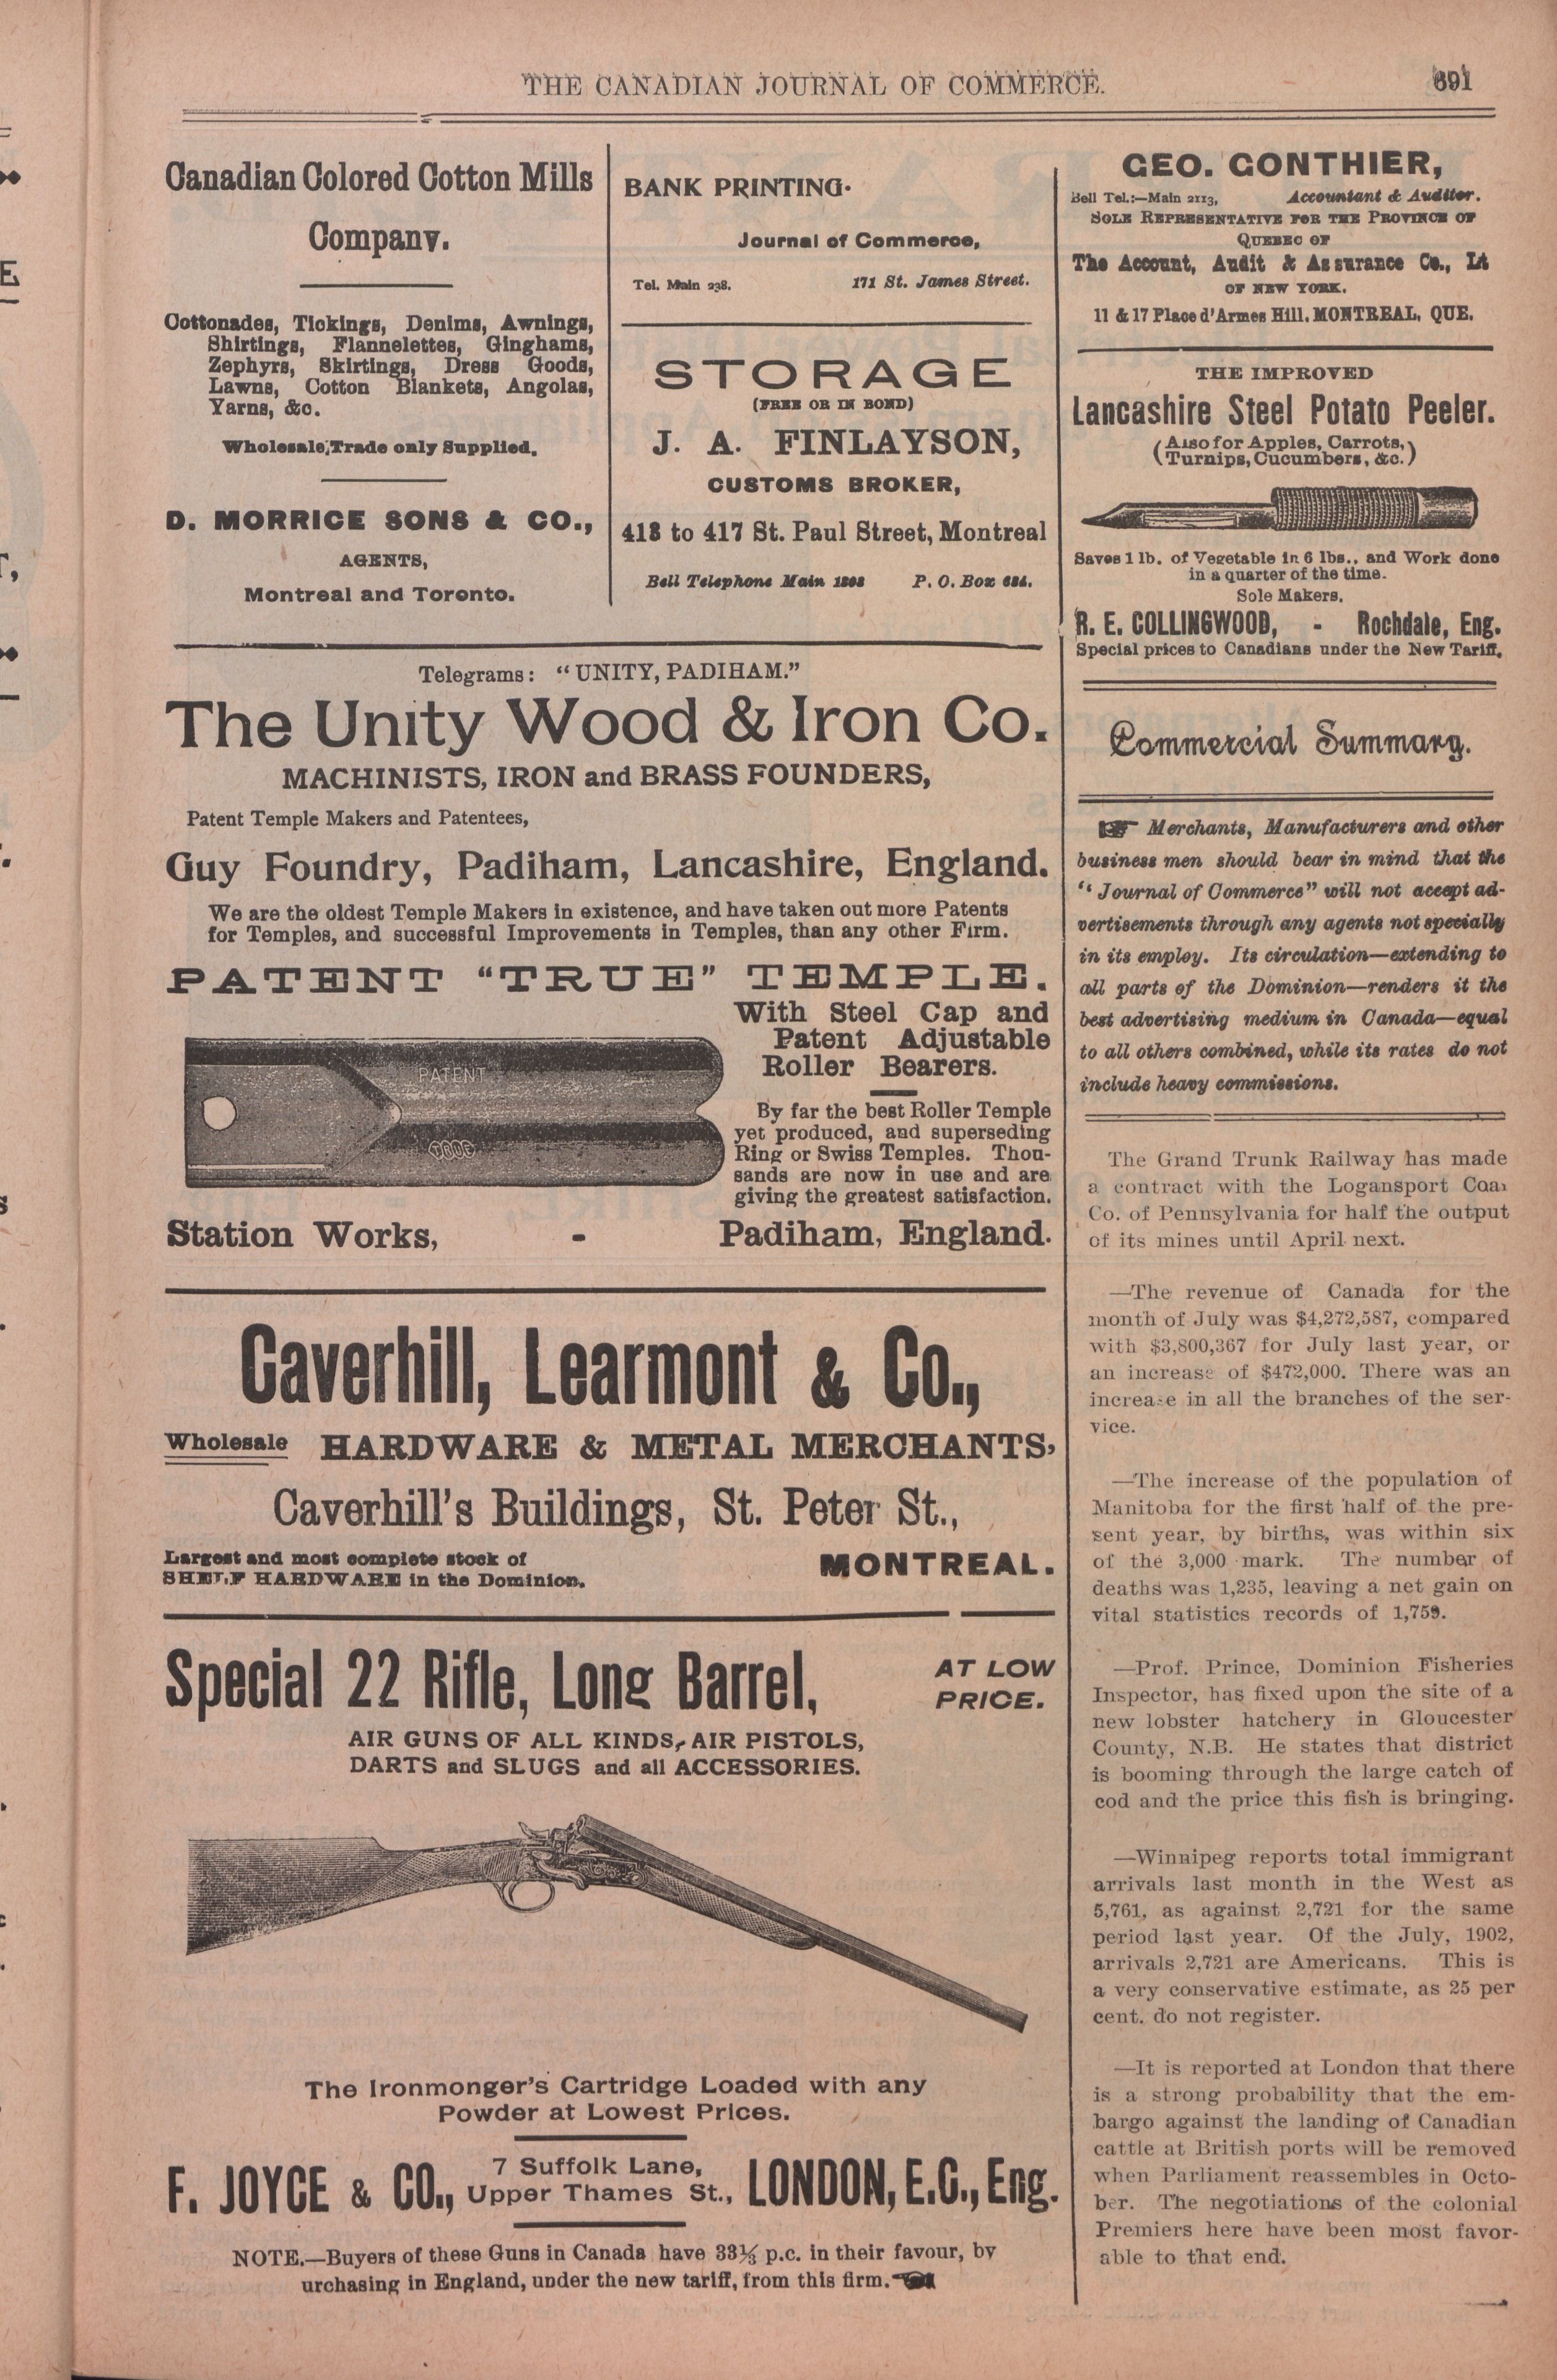 THE CANADIAN JOURNAL OF COMMERCE.
691
Canadian Colored Cotton Mills
Company.
Cottonades, Tickings, Denims, Awnings,
Shirtings, Flannelettes, Ginghams,
Zephyrs, Skirtings, Dress Goods,
Lawns, Cotton Blankets, Angolas,
Yarns, &c.
Wholesale Trade only Supplied.
D. MORRICE SONS & CO.,
AGENTS,
Montreal and Toronto.
BANK PRINTING.
Journal of Commerce,
Tel. Main 238. 171 St. James Street.
STORAGE
(FREE OR IN BOND)
J. A. FINLAYSON,
CUSTOMS BROKER,
413 to 417 St. Paul Street, Montreal
Bell Telephone Main 1303 P. O. Box 634.
GEO. GONTHIER,
Bell Tel.:—Main 2113, Accountant & Auditor.
SOLE REPRESENTATIVE FOR THE PROVINCE OF
QUEBEC OF
The Account, Audit & Assurance Co., Lt
OF NEW YORK.
11 & 17 Place d'Armes Hill, MONTREAL, QUE.
THE IMPROVED
Lancashire Steel Potato Peeler.
(Also for Apples, Carrots,
Turnips, Cucumbers, &c.)
Saves 1 lb. of Vegetable in 6 lbs., and Work done
in a quarter of the time.
Sole Makers,
R. E. COLLINGWOOD, - Rochdale, Eng.
Special prices to Canadians under the New Tariff.
Telegrams: "UNITY, PADIHAM."
The Unity Wood & Iron Co.
MACHINISTS, IRON and BRASS FOUNDERS,
Patent Temple Makers and Patentees,
Guy Foundry, Padiham, Lancashire, England.
We are the oldest Temple Makers in existence, and have taken out more Patents
for Temples, and successful Improvements in Temples, than any other Firm.
PATENT "TRUE" TEMPLE.
With Steel Cap and
Patent Adjustable
Roller Bearers.
PATENT
By far the best Roller Temple
yet produced, and superseding
Ring or Swiss Temples. Thou-
sands are now in use and are
giving the greatest satisfaction.
Station Works, - Padiham, England.
Caverhill, Learmont & Co.,
Wholesale HARDWARE & METAL MERCHANTS,
Caverhill's Buildings, St. Peter St.,
Largest and most complete stock of
SHELF HARDWARE in the Dominion.
MONTREAL.
Special 22 Rifle, Long Barrel,
AT LOW
PRICE.
AIR GUNS OF ALL KINDS, AIR PISTOLS,
DARTS and SLUGS and all ACCESSORIES.
The Ironmonger's Cartridge Loaded with any
Powder at Lowest Prices.
F. JOYCE & CO., 7 Suffolk Lane,
Upper Thames St., LONDON, E.C., Eng.
NOTE.—Buyers of these Guns in Canada have 33⅓ p.c. in their favour, by
urchasing in England, under the new tariff, from this firm.
Commercial Summary.
☞ Merchants, Manufacturers and other
business men should bear in mind that the
"Journal of Commerce" will not accept ad-
vertisements through any agents not specially
in its employ. Its circulation—extending to
all parts of the Dominion—renders it the
best advertising medium in Canada—equal
to all others combined, while its rates do not
include heavy commissions.
The Grand Trunk Railway has made
a contract with the Logansport Coal
Co. of Pennsylvania for half the output
of its mines until April next.
—The revenue of Canada for the
month of July was $4,272,587, compared
with $3,800,367 for July last year, or
an increase of $472,000. There was an
increase in all the branches of the ser-
vice.
—The increase of the population of
Manitoba for the first half of the pre-
sent year, by births, was within six
of the 3,000 mark. The number of
deaths was 1,235, leaving a net gain on
vital statistics records of 1,759.
—Prof. Prince, Dominion Fisheries
Inspector, has fixed upon the site of a
new lobster hatchery in Gloucester
County, N.B. He states that district
is booming through the large catch of
cod and the price this fish is bringing.
—Winnipeg reports total immigrant
arrivals last month in the West as
5,761, as against 2,721 for the same
period last year. Of the July, 1902,
arrivals 2,721 are Americans. This is
a very conservative estimate, as 25 per
cent. do not register.
—It is reported at London that there
is a strong probability that the em-
bargo against the landing of Canadian
cattle at British ports will be removed
when Parliament reassembles in Octo-
ber. The negotiations of the colonial
Premiers here have been most favor-
able to that end.